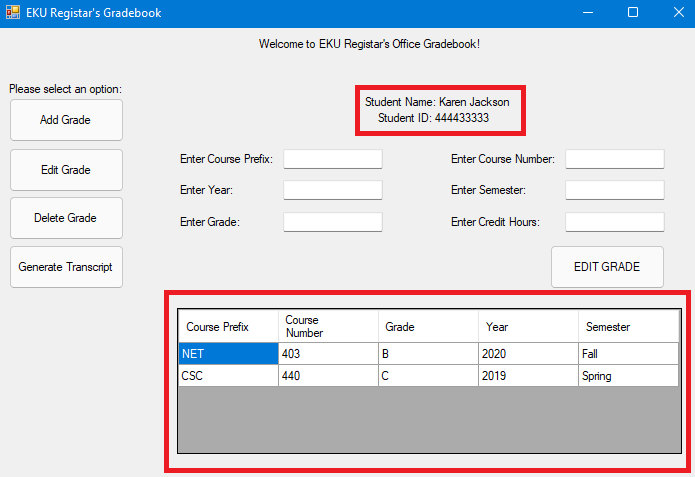 EKU Registar's Gradebook
Welcome to EKU Registar's Office Gradebook!
Please select an option:
Add Grade
Edit Grade
Delete Grade
Generate Transcript
Student Name: Karen Jackson
Student ID: 444433333
Enter Course Prefix:
Enter Course Number:
Enter Year:
Enter Semester:
Enter Grade:
Enter Credit Hours:
EDIT GRADE
Course Prefix Course Number Grade Year Semester
NET 403 B 2020 Fall
CSC 440 C 2019 Spring